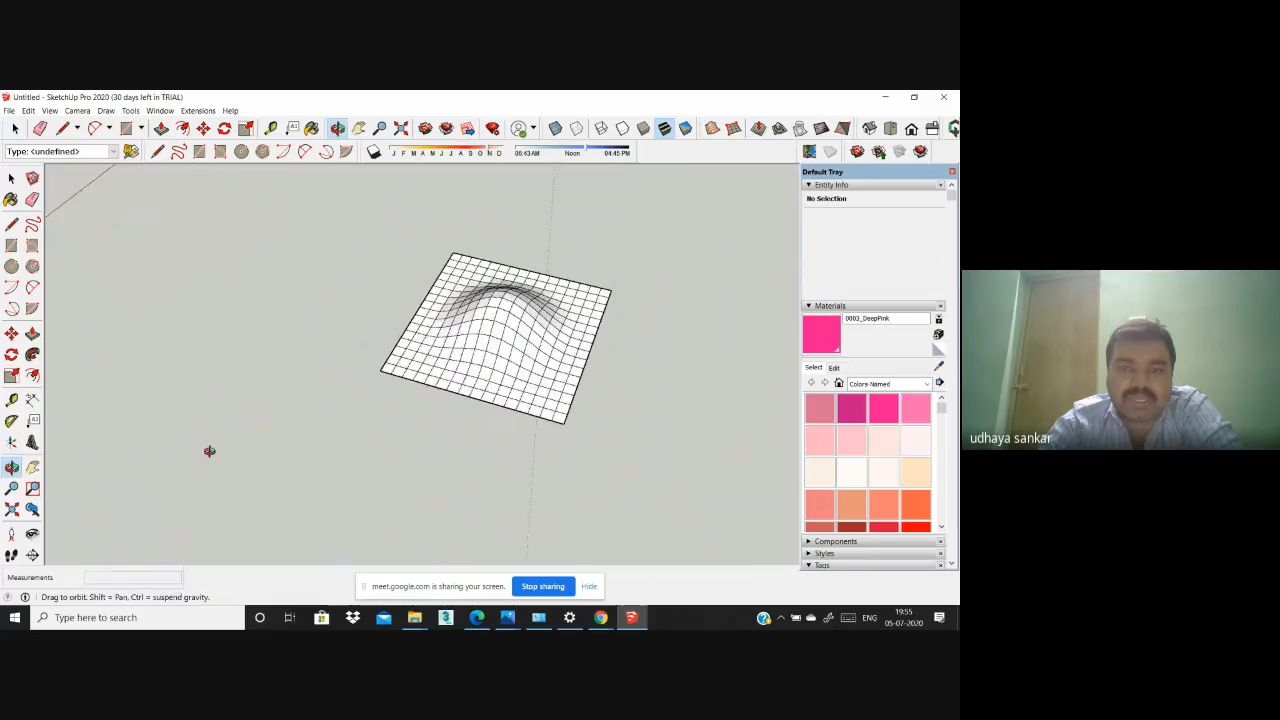 Untitled - SketchUp Pro 2020 (30 days left in TRIAL)
File Edit View Camera Draw Tools Window Extensions Help
Type: <undefined>
J F M A M J J A S O N D
06:43 AM Noon 04:45 PM
Default Tray
Entity Info
No Selection
Materials
0003_DeepPink
Select Edit
Colors-Named
Components
Styles
Tags
udhaya sankar
Measurements
meet.google.com is sharing your screen.
Stop sharing
Hide
Drag to orbit. Shift = Pan, Ctrl = suspend gravity.
Type here to search
ENG
19:55
05-07-2020